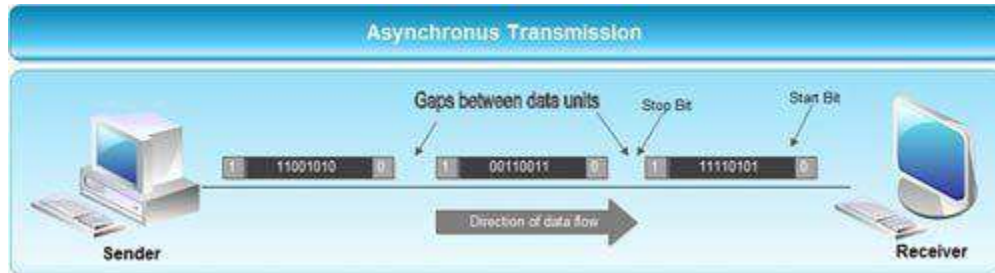 Asynchronus Transmission
Gaps between data units
Stop Bit
Start Bit
1 11001010 0
1 00110011 0
1 11110101 0
Direction of data flow
Sender
Receiver